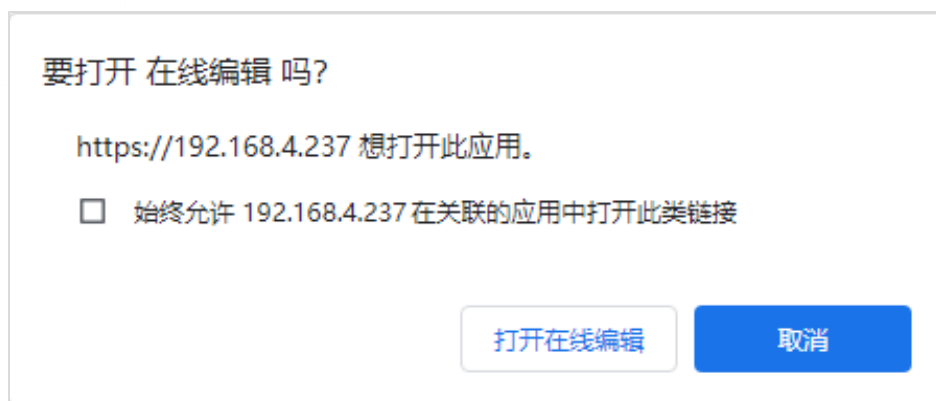 要打开 在线编辑 吗?
https://192.168.4.237 想打开此应用。
始终允许 192.168.4.237 在关联的应用中打开此类链接
打开在线编辑 取消